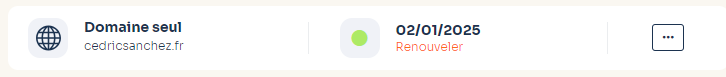 Domaine seul
cedricsanchez.fr
02/01/2025
Renouveler